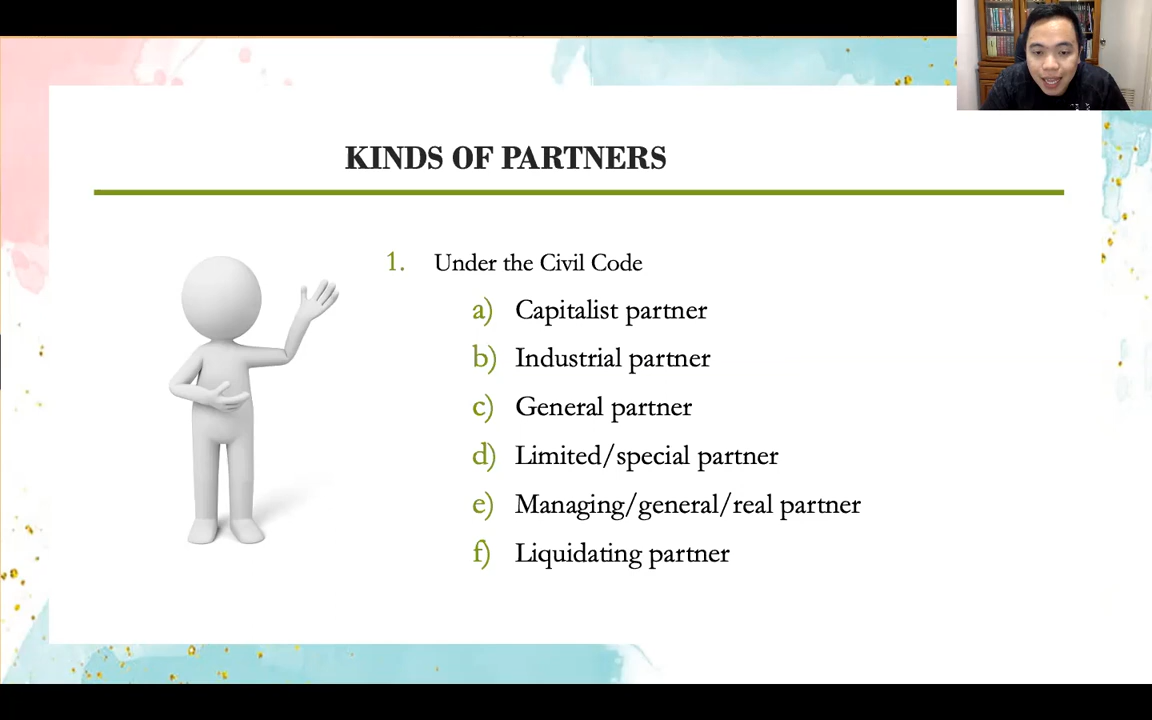 KINDS OF PARTNERS
1. Under the Civil Code
a) Capitalist partner
b) Industrial partner
c) General partner
d) Limited/special partner
e) Managing/general/real partner
f) Liquidating partner